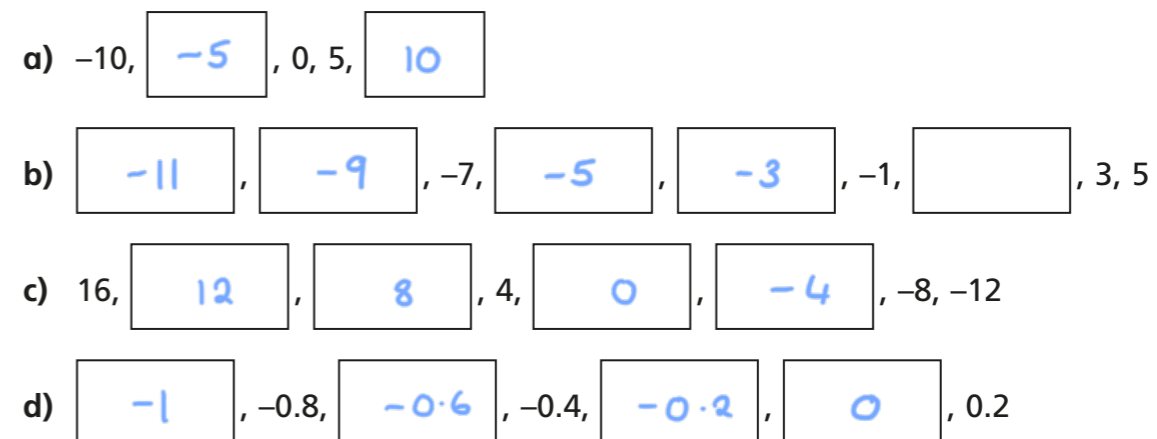 a) –10, -5, 0, 5, 10
b) -11, -9, –7, -5, -3, –1, , 3, 5
c) 16, 12, 8, 4, 0, -4, –8, –12
d) -1, –0.8, -0·6, –0.4, -0·2, 0, 0.2